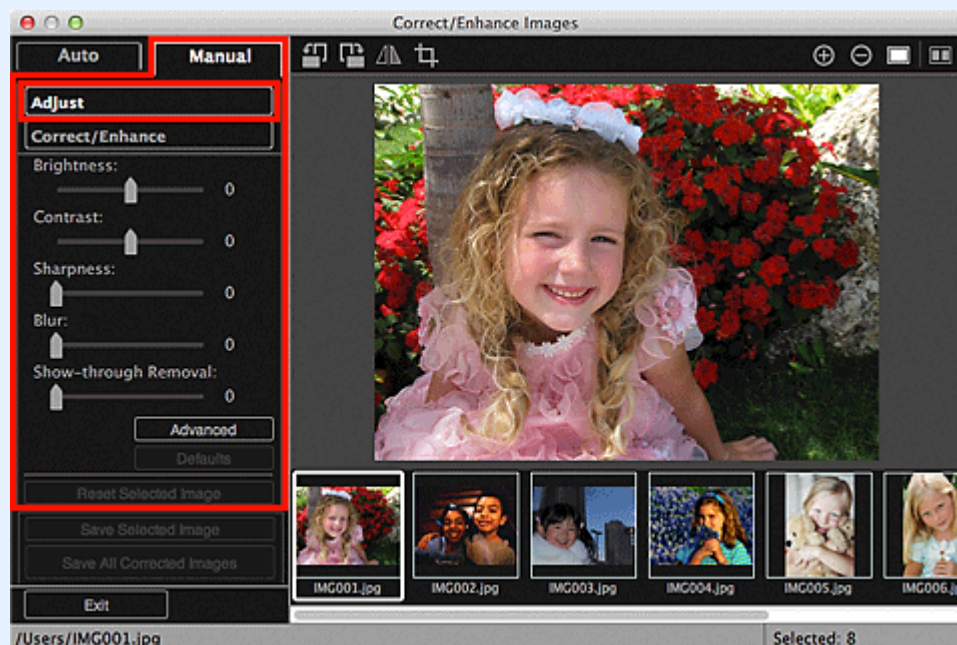 Correct/Enhance Images
Auto Manual
Adjust
Correct/Enhance
Brightness:
0
Contrast:
0
Sharpness:
0
Blur:
0
Show-through Removal:
0
Advanced
Defaults
Reset Selected Image
Save Selected Image
Save All Corrected Images
Exit
IMG001.jpg IMG002.jpg IMG003.jpg IMG004.jpg IMG005.jpg IMG006.j
/Users/IMG001.jpg Selected: 8